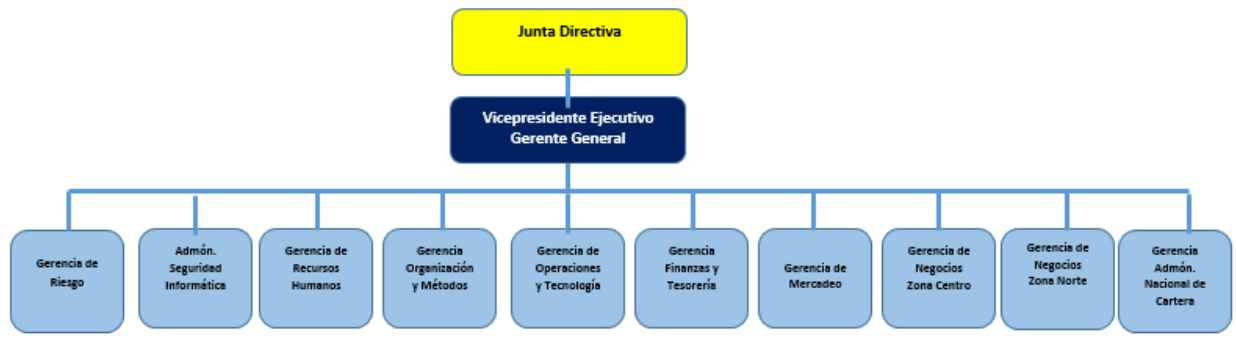 Junta Directiva
Vicepresidente Ejecutivo
Gerente General
Gerencia de
Riesgo
Admón.
Seguridad
Informática
Gerencia de
Recursos
Humanos
Gerencia
Organización
y Métodos
Gerencia de
Operaciones
y Tecnología
Gerencia
Finanzas y
Tesorería
Gerencia de
Mercadeo
Gerencia de
Negocios
Zona Centro
Gerencia de
Negocios
Zona Norte
Gerencia
Admón.
Nacional de
Cartera